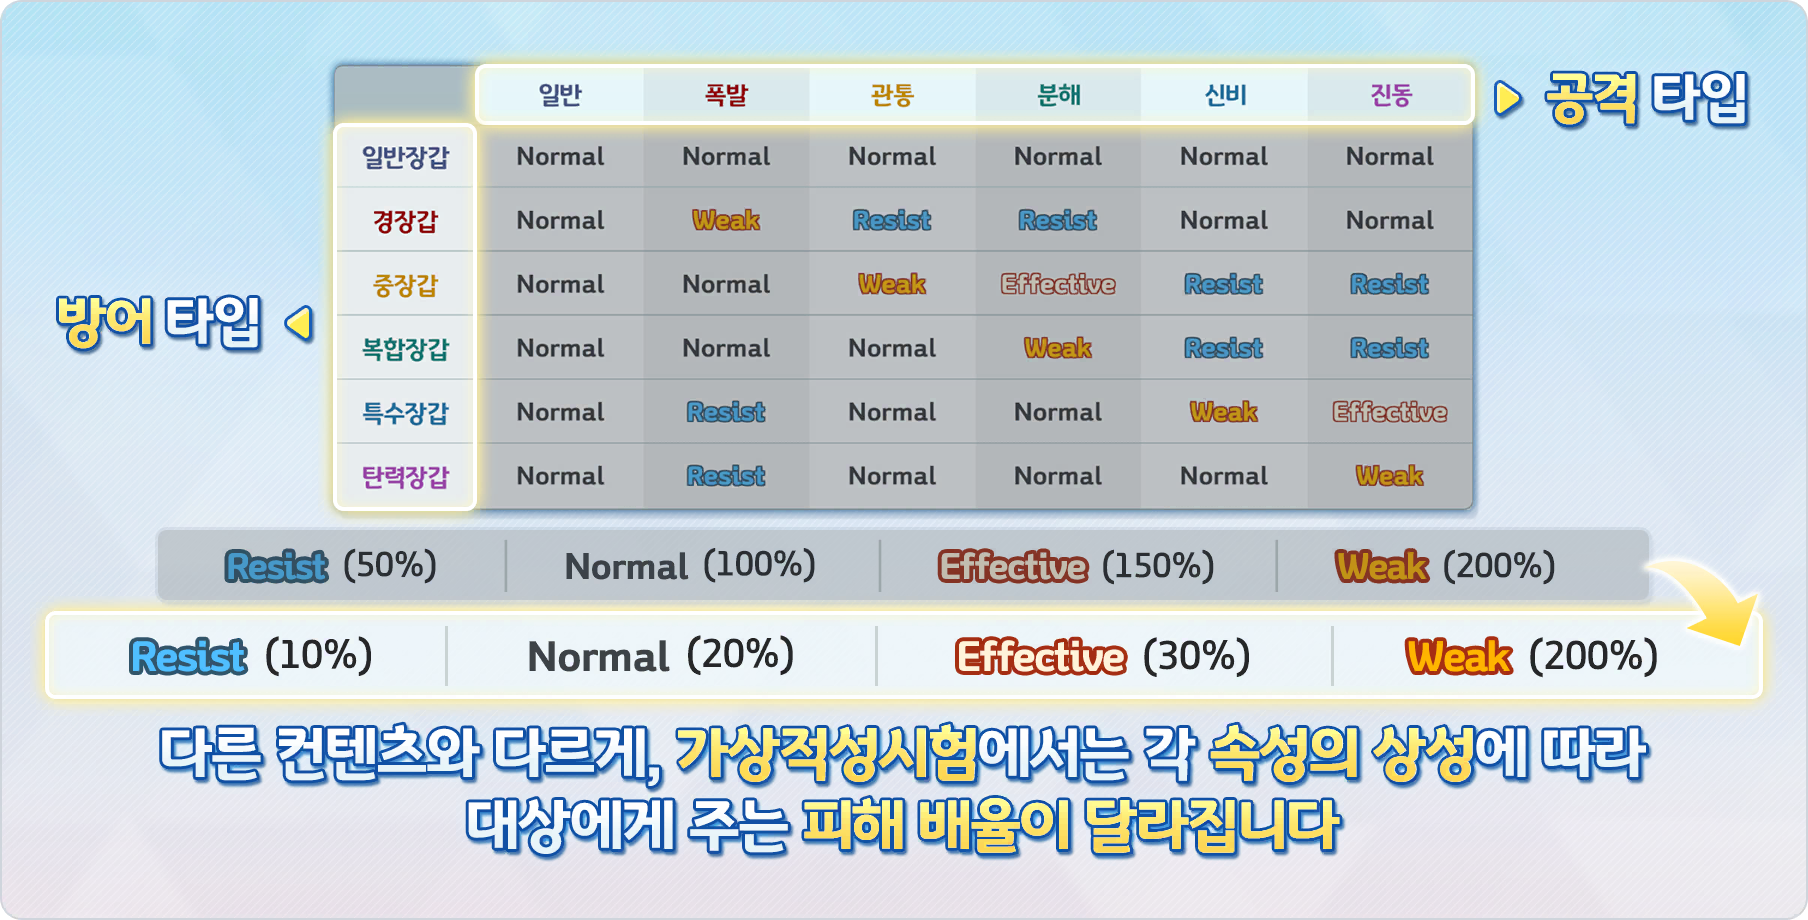 일반 폭발 관통 분해 신비 진동
공격 타입
일반장갑 Normal Normal Normal Normal Normal Normal
경장갑 Normal Weak Resist Resist Normal Normal
중장갑 Normal Normal Weak Effective Resist Resist
방어 타입
복합장갑 Normal Normal Normal Weak Resist Resist
특수장갑 Normal Resist Normal Normal Weak Effective
탄력장갑 Normal Resist Normal Normal Normal Weak
Resist (50%) Normal (100%) Effective (150%) Weak (200%)
Resist (10%) Normal (20%) Effective (30%) Weak (200%)
다른 컨텐츠와 다르게, 가상적성시험에서는 각 속성의 상성에 따라
대상에게 주는 피해 배율이 달라집니다